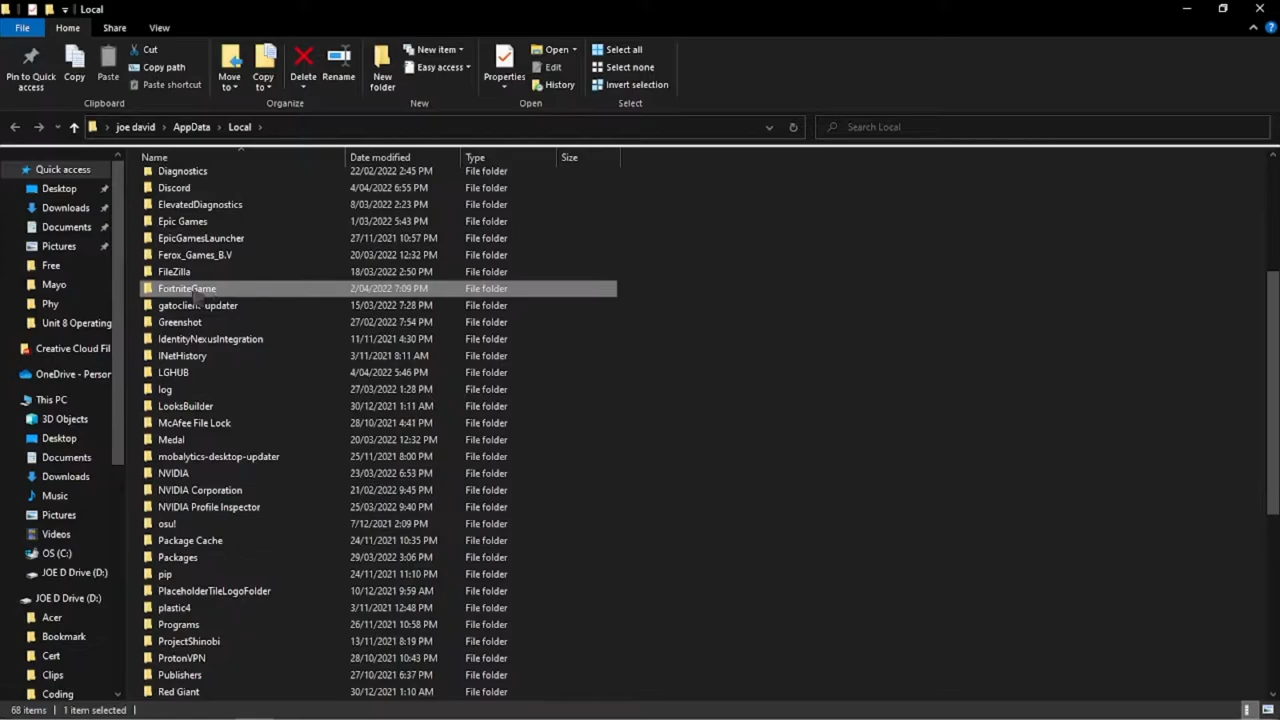 Local
File Home Share View
Pin to Quick access
Copy
Paste
Cut
Copy path
Paste shortcut
Clipboard
Move to
Copy to
Delete
Rename
Organize
New folder
New item
Easy access
New
Properties
Open
Edit
History
Open
Select all
Select none
Invert selection
Select
joe david > AppData > Local >
Search Local
Name Date modified Type Size
Quick access
Desktop
Downloads
Documents
Pictures
Free
Mayo
Phy
Unit 8 Operating
Creative Cloud Fil
OneDrive - Person
This PC
3D Objects
Desktop
Documents
Downloads
Music
Pictures
Videos
OS (C:)
JOE D Drive (D:)
JOE D Drive (D:)
Acer
Bookmark
Cert
Clips
Coding
Diagnostics 22/02/2022 2:45 PM File folder
Discord 4/04/2022 6:55 PM File folder
ElevatedDiagnostics 8/03/2022 2:23 PM File folder
Epic Games 1/03/2022 5:43 PM File folder
EpicGamesLauncher 27/11/2021 10:57 PM File folder
Ferox_Games_B.V 20/03/2022 12:32 PM File folder
FileZilla 18/03/2022 2:50 PM File folder
FortniteGame 2/04/2022 7:09 PM File folder
gatoclient-updater 15/03/2022 7:28 PM File folder
Greenshot 27/02/2022 7:54 PM File folder
IdentityNexusIntegration 11/11/2021 4:30 PM File folder
INetHistory 3/11/2021 8:11 AM File folder
LGHUB 4/04/2022 5:46 PM File folder
log 27/03/2022 1:28 PM File folder
LooksBuilder 30/12/2021 1:11 AM File folder
McAfee File Lock 28/10/2021 4:41 PM File folder
Medal 20/03/2022 12:32 PM File folder
mobalytics-desktop-updater 25/11/2021 8:00 PM File folder
NVIDIA 23/03/2022 6:53 PM File folder
NVIDIA Corporation 21/02/2022 9:45 PM File folder
NVIDIA Profile Inspector 25/03/2022 9:40 PM File folder
osu! 7/12/2021 2:09 PM File folder
Package Cache 24/11/2021 10:35 PM File folder
Packages 29/03/2022 3:06 PM File folder
pip 24/11/2021 11:10 PM File folder
PlaceholderTileLogoFolder 10/12/2021 9:59 AM File folder
plastic4 3/11/2021 12:48 PM File folder
Programs 26/11/2021 10:58 PM File folder
ProjectShinobi 13/11/2021 8:19 PM File folder
ProtonVPN 28/10/2021 10:43 PM File folder
Publishers 27/10/2021 6:37 PM File folder
Red Giant 30/12/2021 1:10 AM File folder
68 items 1 item selected